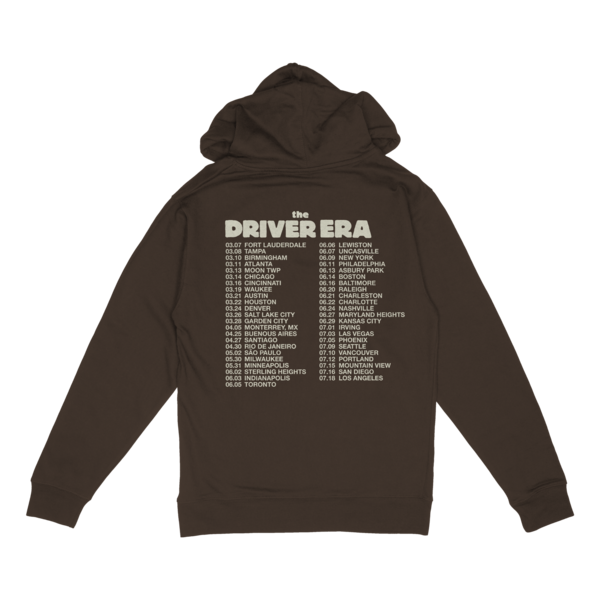 the
DRIVER ERA
03.07 FORT LAUDERDALE
03.08 TAMPA
03.10 BIRMINGHAM
03.11 ATLANTA
03.13 MOON TWP
03.14 CHICAGO
03.16 CINCINNATI
03.19 WAUKEE
03.21 AUSTIN
03.22 HOUSTON
03.24 DENVER
03.26 SALT LAKE CITY
03.28 GARDEN CITY
04.05 MONTERREY, MX
04.25 BUENOUS AIRES
04.27 SANTIAGO
04.30 RIO DE JANEIRO
05.02 SÃO PAULO
05.30 MILWAUKEE
05.31 MINNEAPOLIS
06.02 STERLING HEIGHTS
06.03 INDIANAPOLIS
06.05 TORONTO
06.06 LEWISTON
06.07 UNCASVILLE
06.09 NEW YORK
06.11 PHILADELPHIA
06.13 ASBURY PARK
06.14 BOSTON
06.16 BALTIMORE
06.20 RALEIGH
06.21 CHARLESTON
06.22 CHARLOTTE
06.24 NASHVILLE
06.27 MARYLAND HEIGHTS
06.29 KANSAS CITY
07.01 IRVING
07.03 LAS VEGAS
07.05 PHOENIX
07.09 SEATTLE
07.10 VANCOUVER
07.12 PORTLAND
07.15 MOUNTAIN VIEW
07.16 SAN DIEGO
07.18 LOS ANGELES